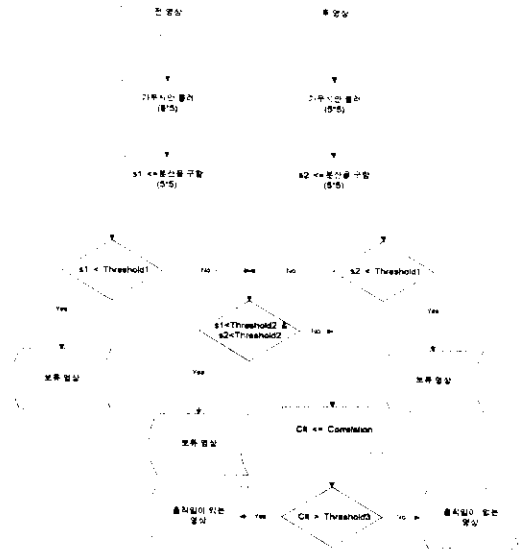 전 영상
후 영상
가우시안 블러
(5*5)
가우시안 블러
(5*5)
s1 <= 분산을 구함
(5*5)
s2 <= 분산을 구함
(5*5)
s1 < Threshold1
No
No
s2 < Threshold1
Yes
s1<Threshold2 &
s2<Threshold2
No
Yes
보류 영상
Yes
보류 영상
보류 영상
<= Correlation
움직임이 있는
영상
Yes
> Threshold3
No
움직임이 없는
영상